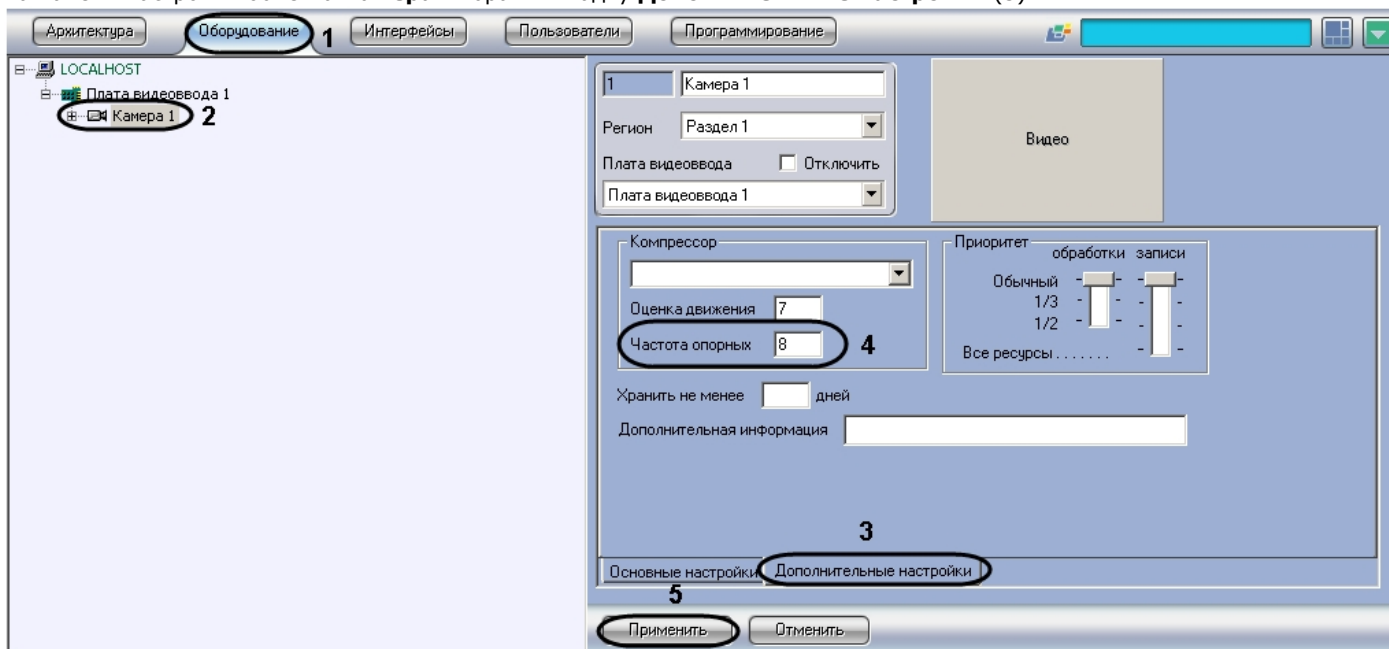 Архитектура Оборудование 1 Интерфейсы Пользователи Программирование
LOCALHOST
Плата видеоввода 1
Камера 1 2
1 Камера 1
Регион Раздел 1
Плата видеоввода Отключить
Плата видеоввода 1
Видео
Компрессор
Оценка движения 7
Частота опорных 8 4
Приоритет
обработки записи
Обычный
1/3
1/2
Все ресурсы . . . . . . .
Хранить не менее дней
Дополнительная информация
3
Основные настройки Дополнительные настройки
5
Применить Отменить